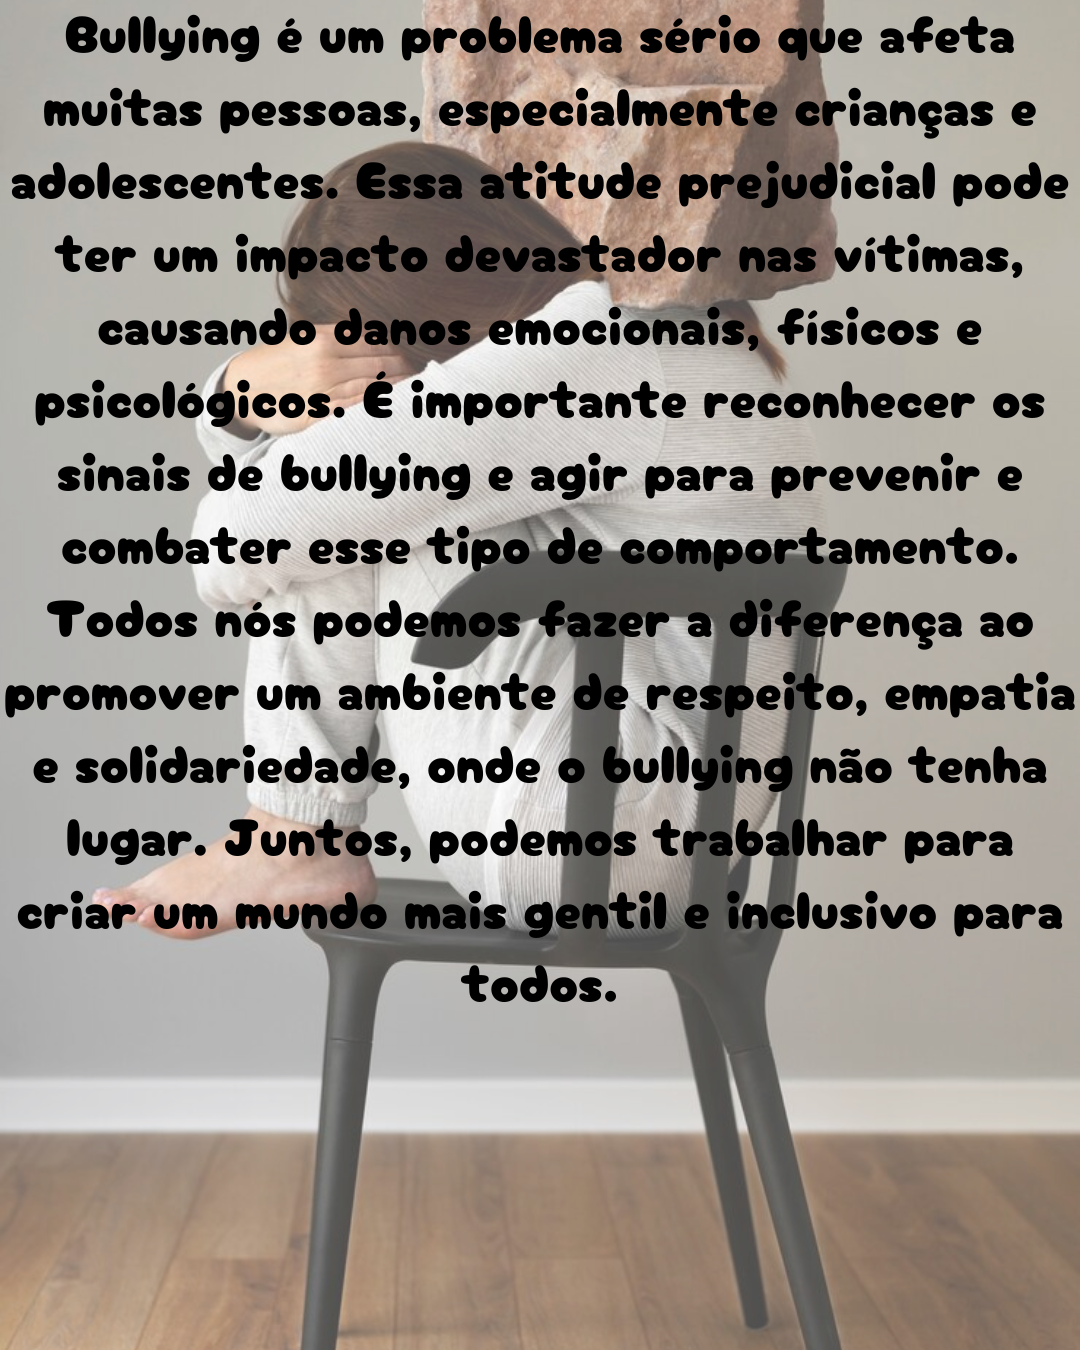 Bullying é um problema sério que afeta
muitas pessoas, especialmente crianças e
adolescentes. Essa atitude prejudicial pode
ter um impacto devastador nas vítimas,
causando danos emocionais, físicos e
psicológicos. É importante reconhecer os
sinais de bullying e agir para prevenir e
combater esse tipo de comportamento.
Todos nós podemos fazer a diferença ao
promover um ambiente de respeito, empatia
e solidariedade, onde o bullying não tenha
lugar. Juntos, podemos trabalhar para
criar um mundo mais gentil e inclusivo para
todos.